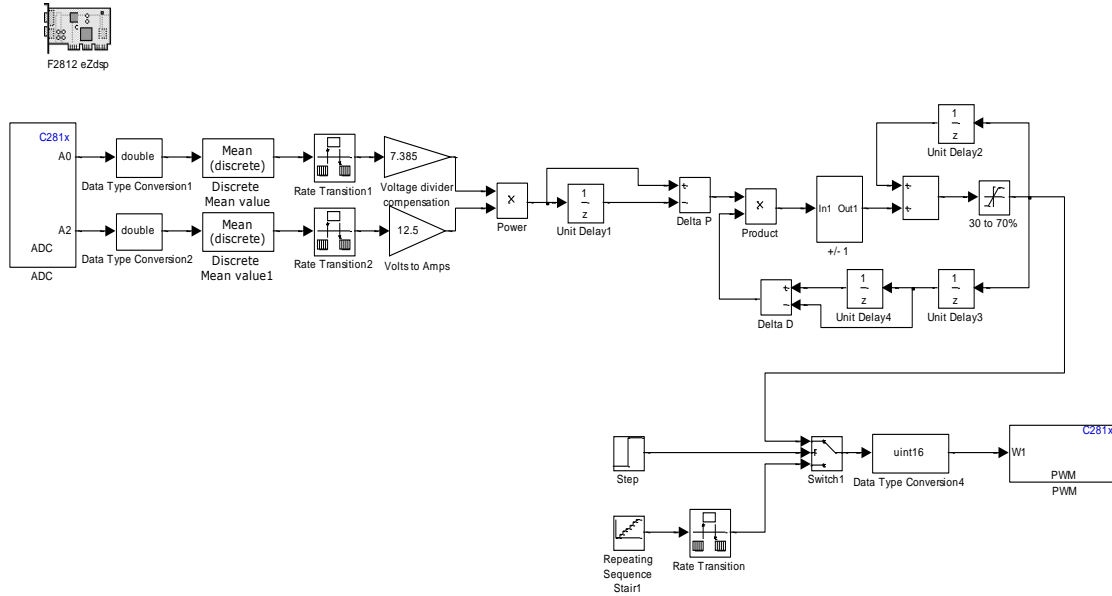 F2812 eZdsp
C281x
A0
A2
ADC
ADC
double
Data Type Conversion1
Mean
(discrete)
Discrete
Mean value
Rate Transition1
7.385
Voltage divider
compensation
double
Data Type Conversion2
Mean
(discrete)
Discrete
Mean value1
Rate Transition2
12.5
Volts to Amps
x
Power
1
z
Unit Delay1
+
−
Delta P
x
Product
In1 Out1
+/- 1
1
z
Unit Delay2
+
+
30 to 70%
+
−
Delta D
1
z
Unit Delay4
1
z
Unit Delay3
Step
Switch1
uint16
Data Type Conversion4
C281x
W1
PWM
PWM
Repeating
Sequence
Stair1
Rate Transition